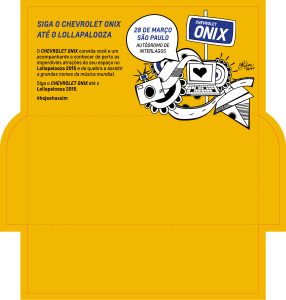 SIGA O CHEVROLET ONIX
ATÉ O LOLLAPALOOZA
O CHEVROLET ONIX convida você e um
acompanhante a conhecer de perto as
imperdíveis atrações do seu espaço no
Lollapalooza 2015 e de quebra a assistir
a grandes nomes da música mundial.
Siga o CHEVROLET ONIX até o
Lollapalooza 2015.
#hojeahazaim
28 DE MARÇO
SÃO PAULO
AUTÓDROMO DE
INTERLAGOS
CHEVROLET
ONIX